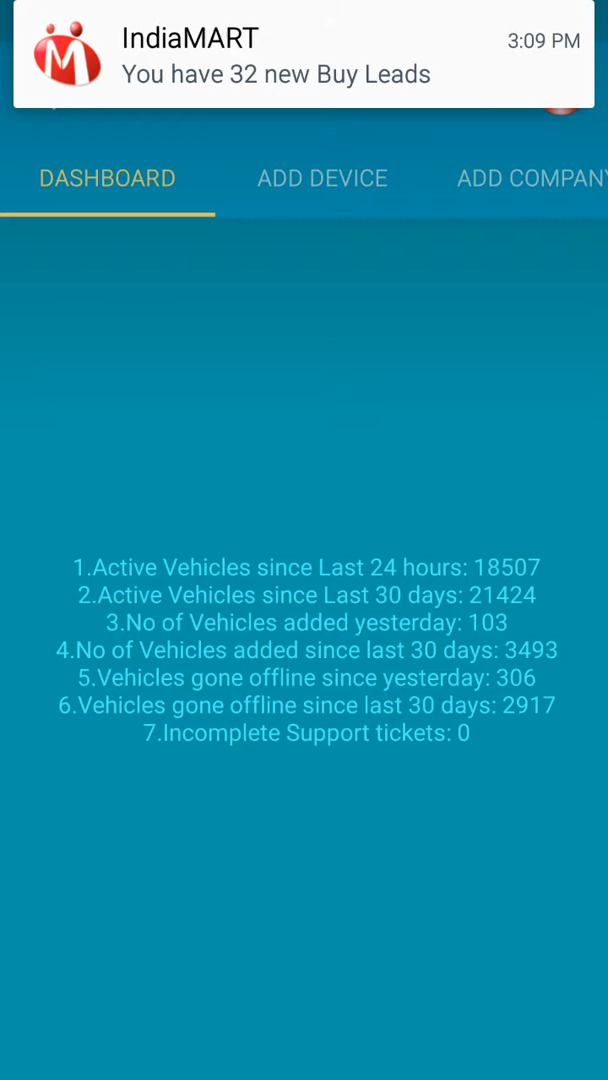 IndiaMART
3:09 PM
You have 32 new Buy Leads
DASHBOARD
ADD DEVICE
ADD COMPANY
1.Active Vehicles since Last 24 hours: 18507
2.Active Vehicles since Last 30 days: 21424
3.No of Vehicles added yesterday: 103
4.No of Vehicles added since last 30 days: 3493
5.Vehicles gone offline since yesterday: 306
6.Vehicles gone offline since last 30 days: 2917
7.Incomplete Support tickets: 0